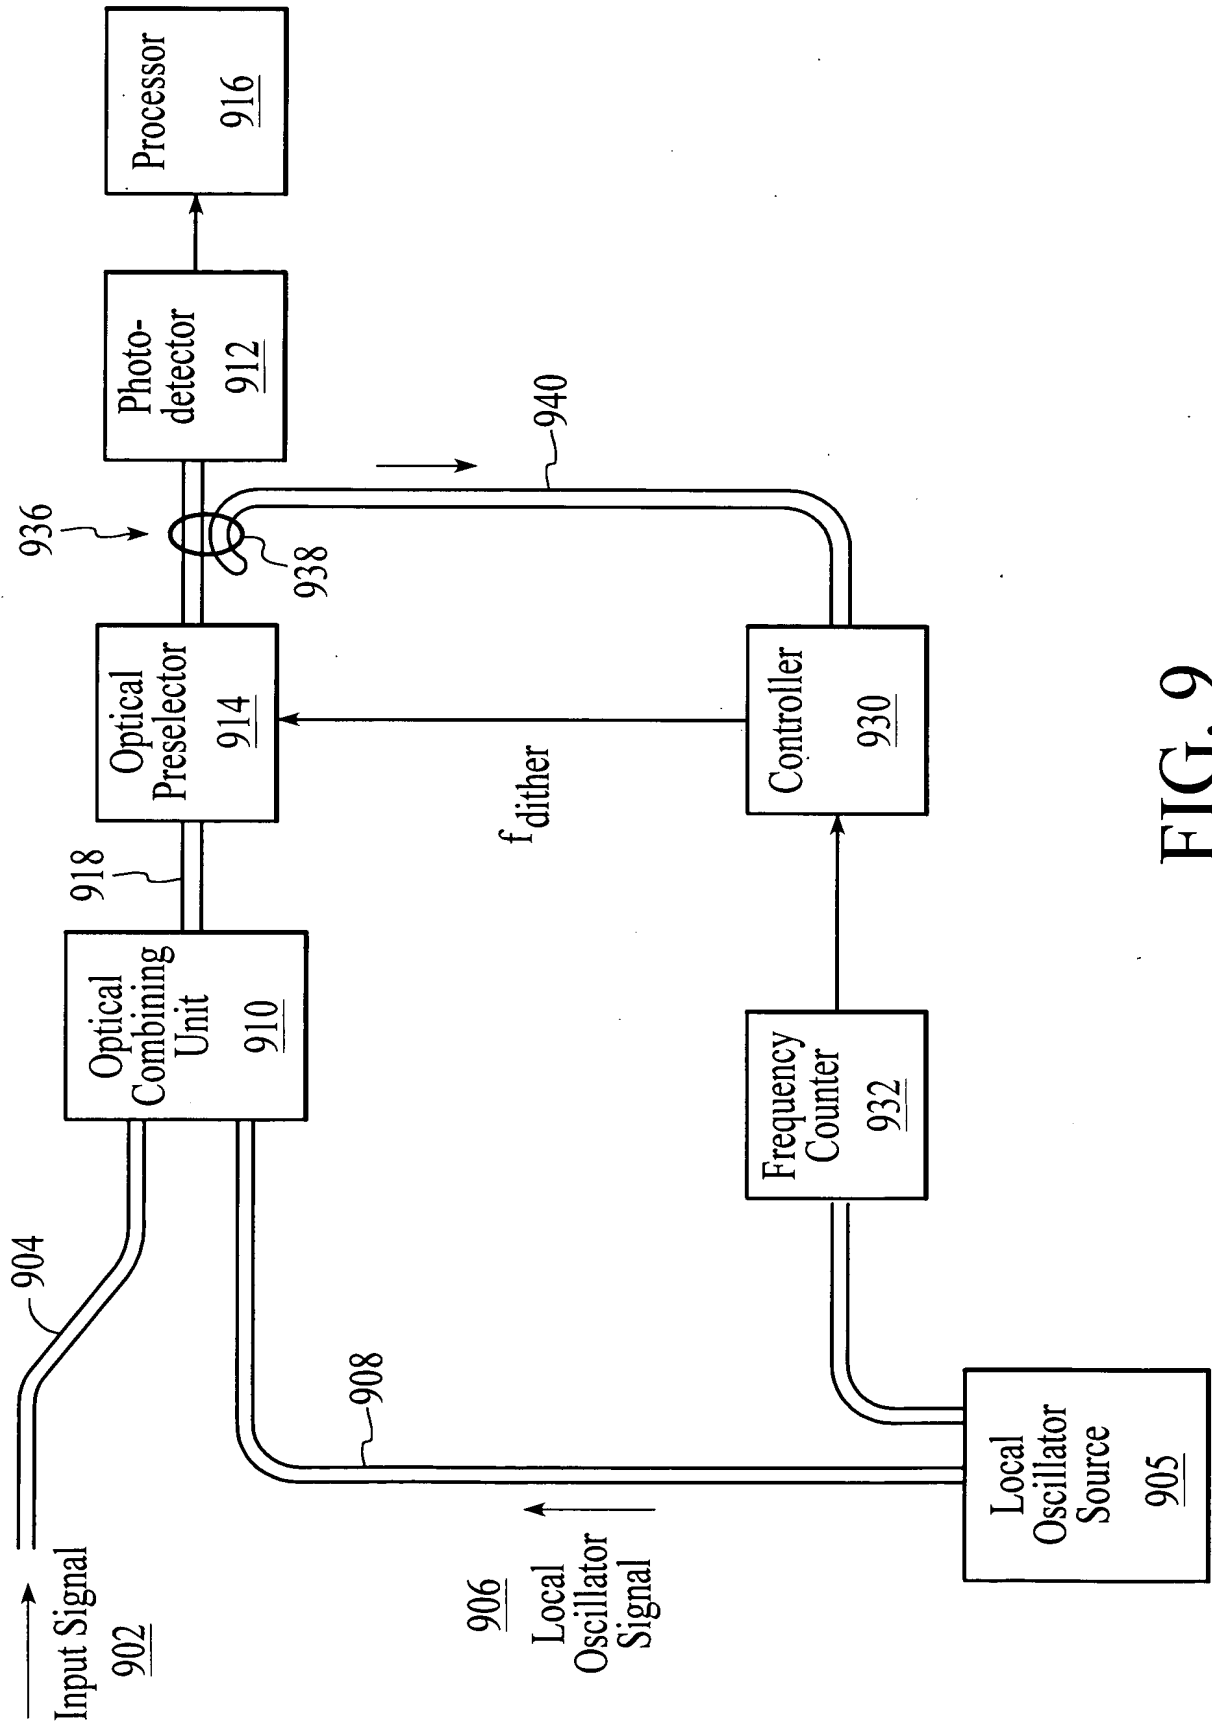 Input Signal
902
904
Optical
Combining
Unit
910
918
Optical
Preselector
914
936
938
Photo-
detector
912
Processor
916
940
908
906
Local
Oscillator
Signal
f dither
Local
Oscillator
Source
905
Frequency
Counter
932
Controller
930
FIG. 9